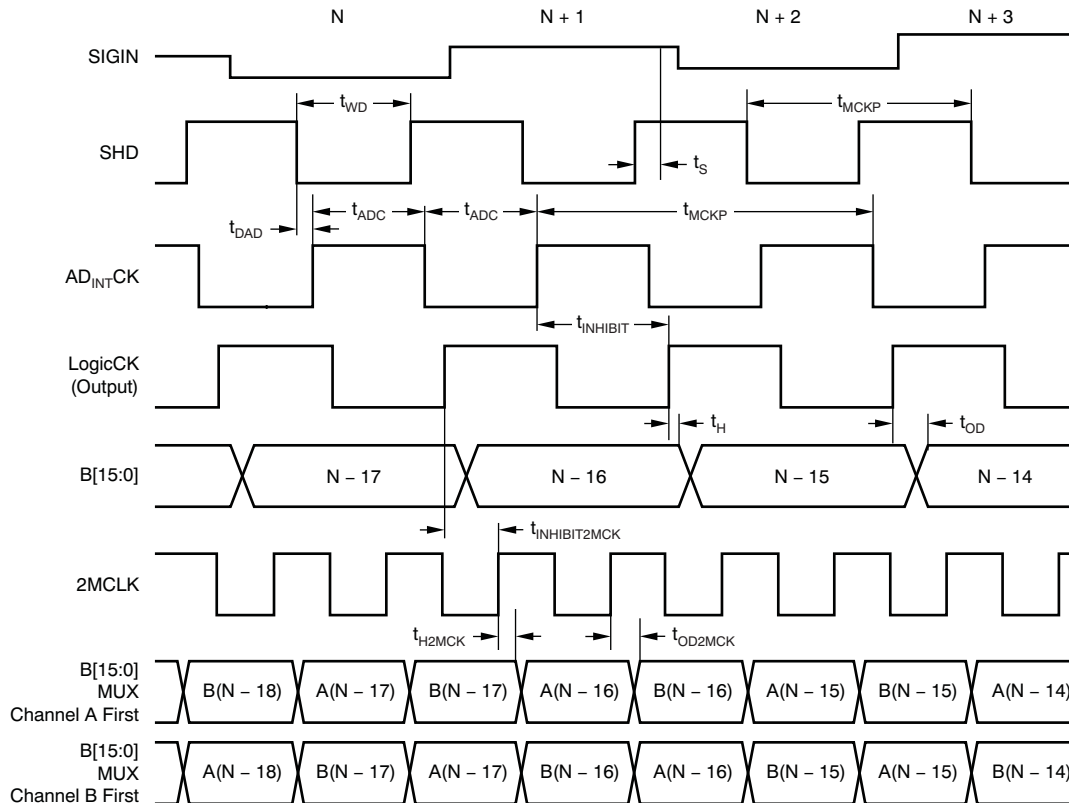 N N + 1 N + 2 N + 3
SIGIN
tWD tMCKP
SHD
tS
tADC tADC tMCKP
tDAD
ADINTCK
tINHIBIT
LogicCK
(Output)
tH tOD
B[15:0] N − 17 N − 16 N − 15 N − 14
tINHIBIT2MCK
2MCLK
tH2MCK tOD2MCK
B[15:0]
MUX B(N − 18) A(N − 17) B(N − 17) A(N − 16) B(N − 16) A(N − 15) B(N − 15) A(N − 14)
Channel A First
B[15:0]
MUX A(N − 18) B(N − 17) A(N − 17) B(N − 16) A(N − 16) B(N − 15) A(N − 15) B(N − 14)
Channel B First